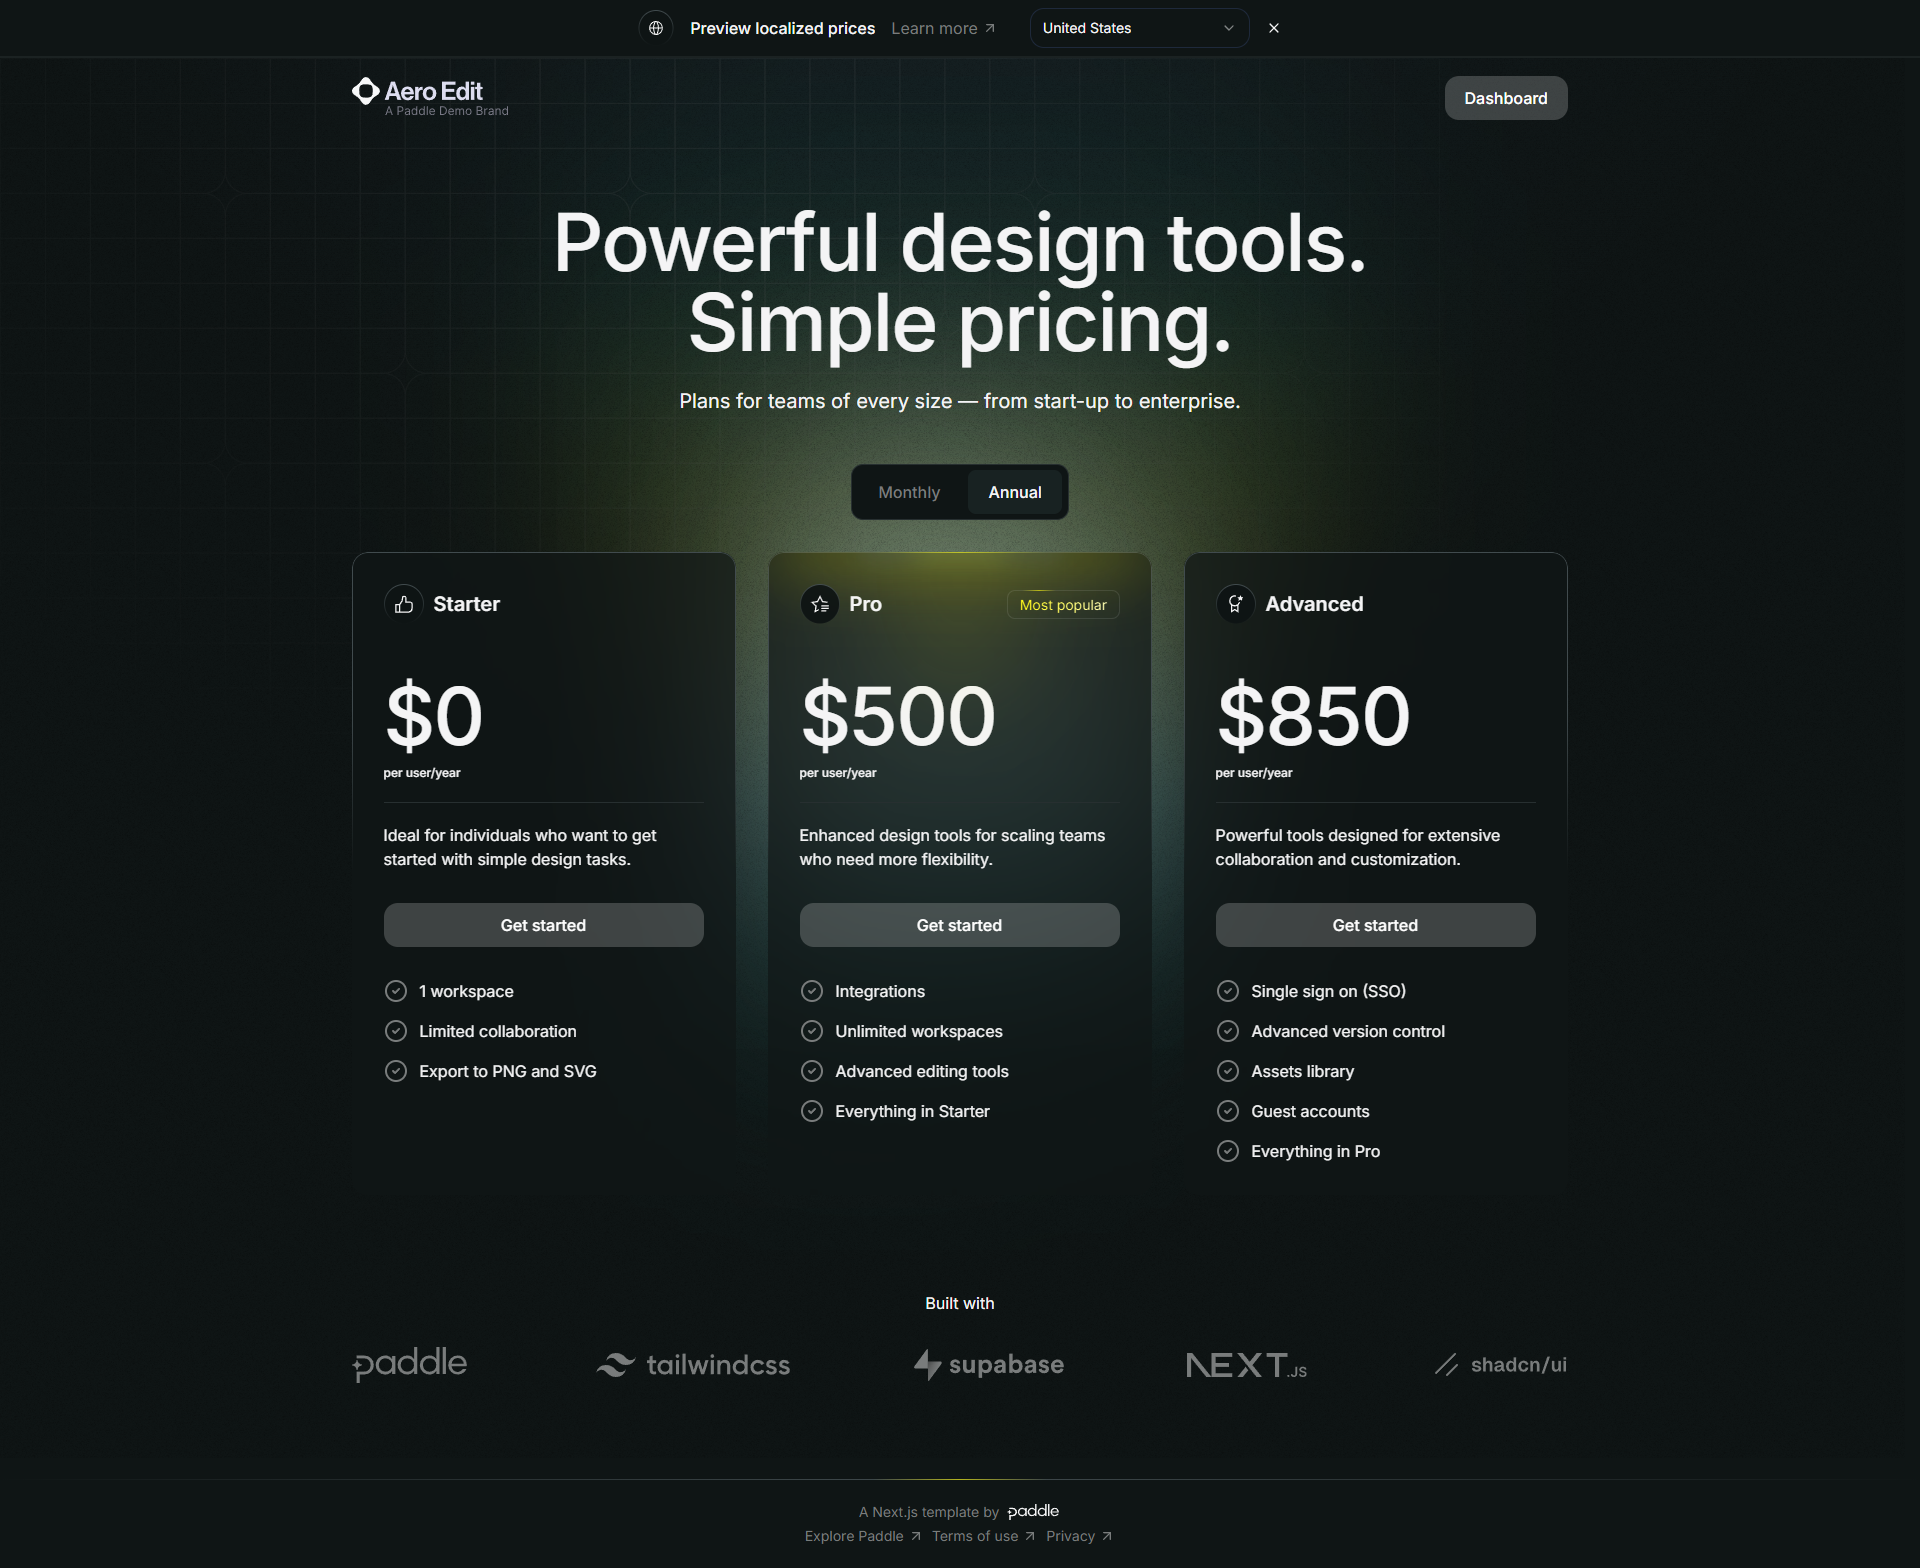 Preview localized prices Learn more
United States
Aero Edit
A Paddle Demo Brand
Dashboard
Powerful design tools.
Simple pricing.
Plans for teams of every size — from start-up to enterprise.
Monthly
Annual
Starter
$0
per user/year
Ideal for individuals who want to get
started with simple design tasks.
Get started
1 workspace
Limited collaboration
Export to PNG and SVG
Pro
Most popular
$500
per user/year
Enhanced design tools for scaling teams
who need more flexibility.
Get started
Integrations
Unlimited workspaces
Advanced editing tools
Everything in Starter
Advanced
$850
per user/year
Powerful tools designed for extensive
collaboration and customization.
Get started
Single sign on (SSO)
Advanced version control
Assets library
Guest accounts
Everything in Pro
Built with
paddle
tailwindcss
supabase
NEXT.JS
shadcn/ui
A Next.js template by paddle
Explore Paddle Terms of use Privacy